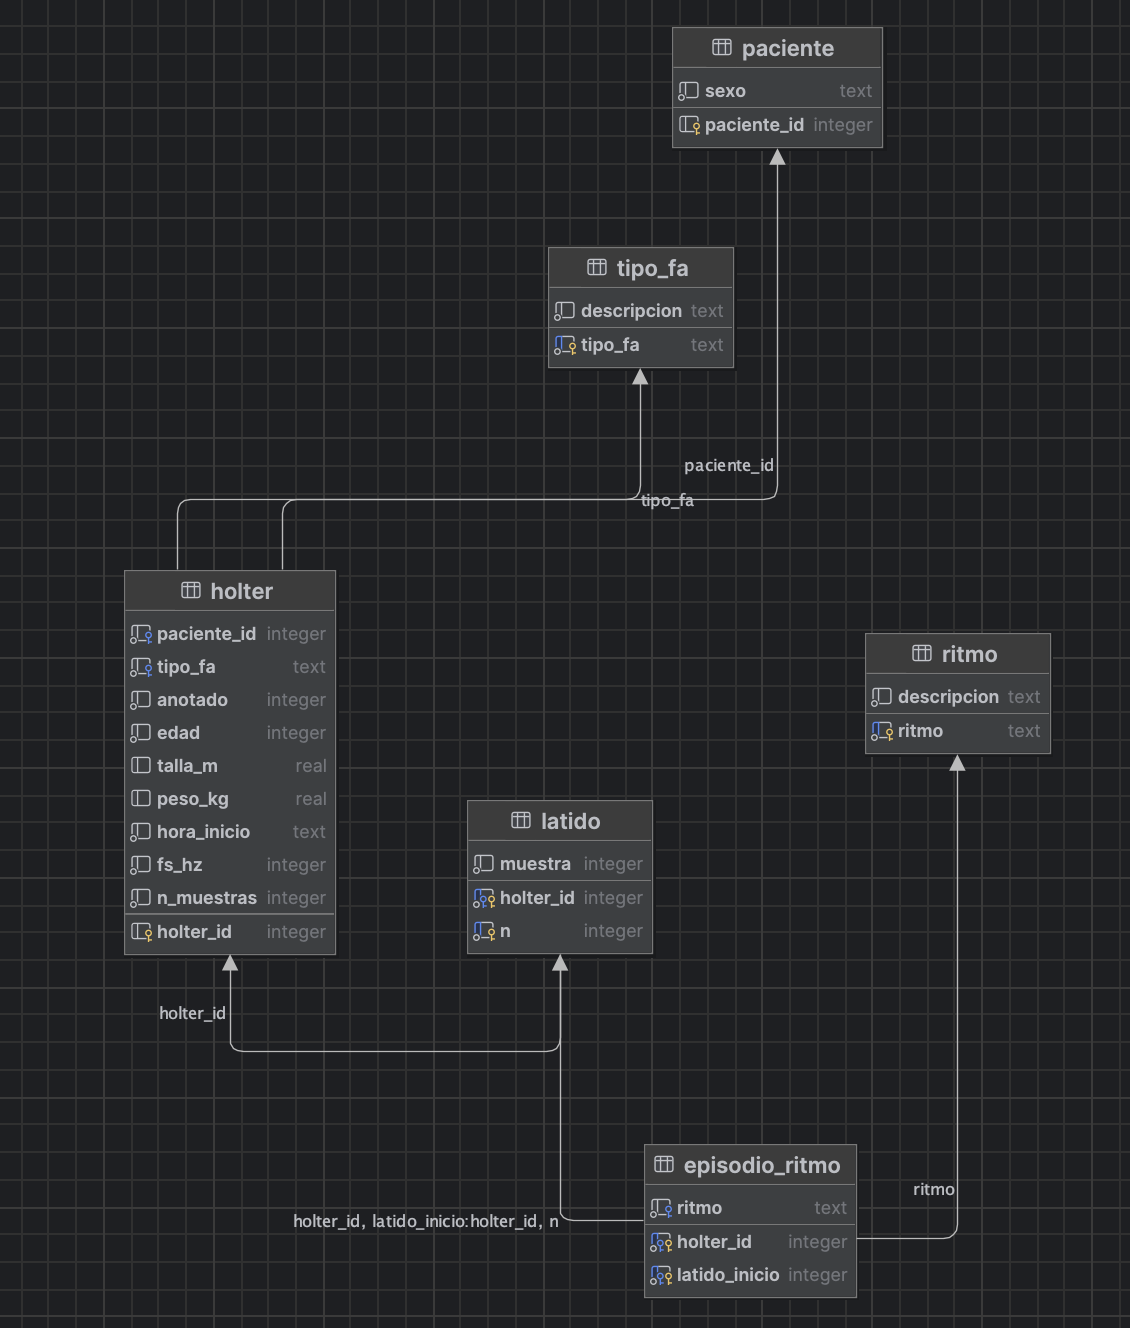 paciente
sexo text
paciente_id integer
tipo_fa
descripcion text
tipo_fa text
paciente_id
tipo_fa
holter
paciente_id integer
tipo_fa text
anotado integer
edad integer
talla_m real
peso_kg real
hora_inicio text
fs_hz integer
n_muestras integer
holter_id integer
ritmo
descripcion text
ritmo text
latido
muestra integer
holter_id integer
n integer
holter_id
episodio_ritmo
ritmo text
holter_id integer
latido_inicio integer
ritmo
holter_id, latido_inicio:holter_id, n